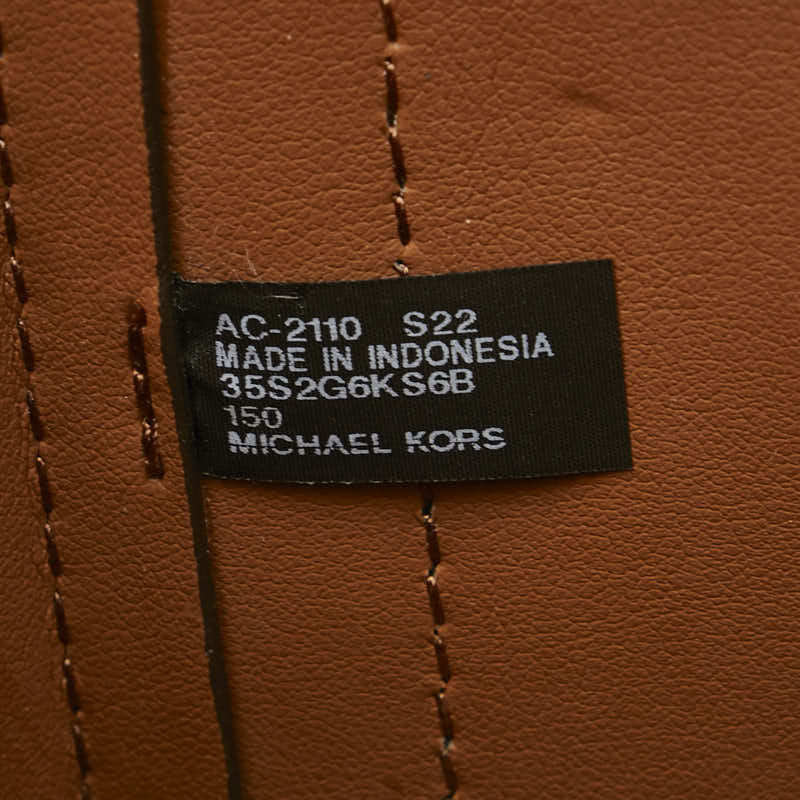 AC-2110 S22
MADE IN INDONESIA
35S2G6KS6B
150
MICHAEL KORS